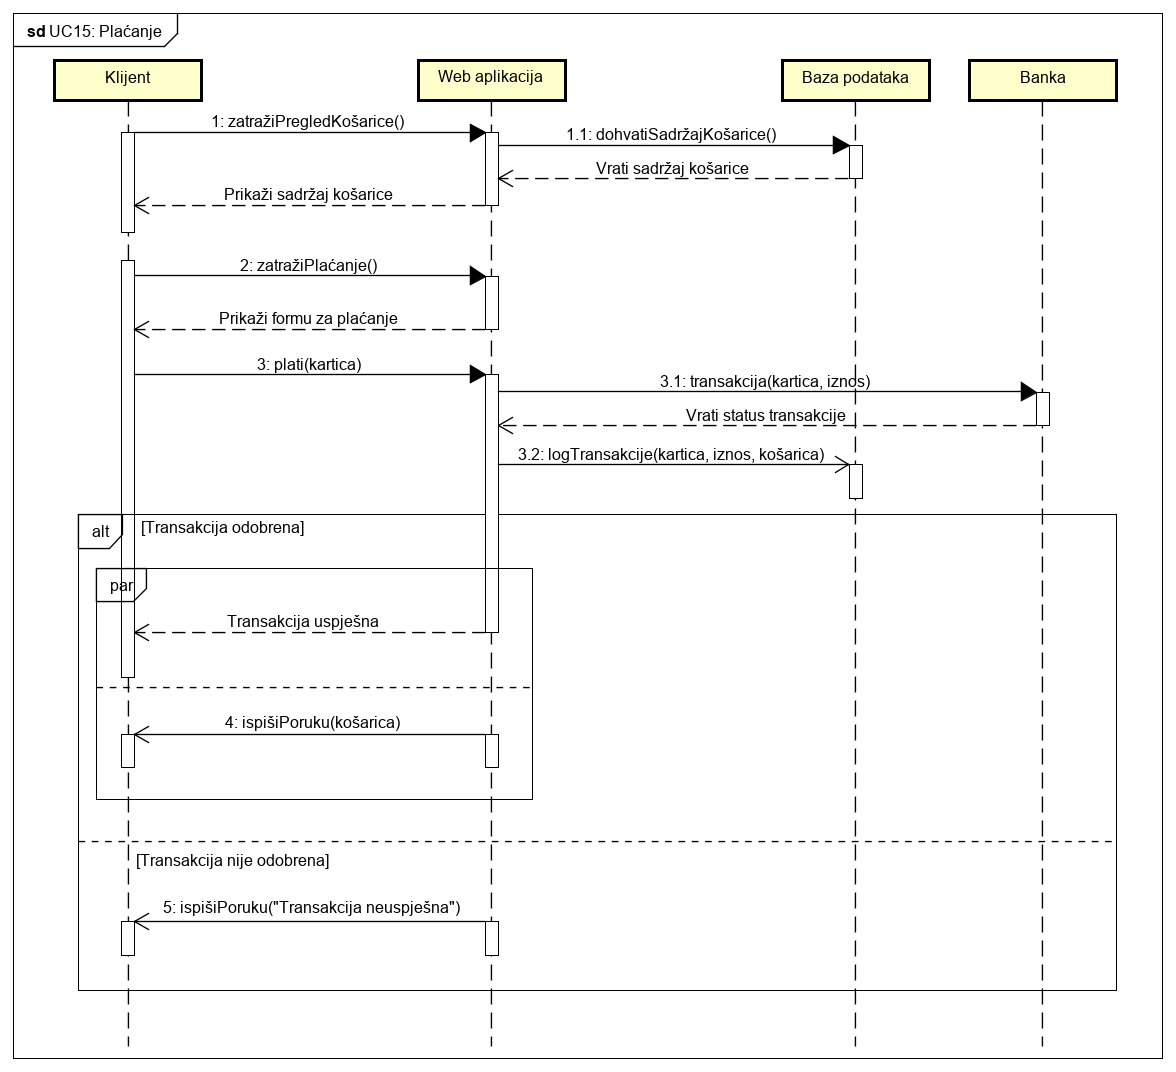 sd UC15: Plaćanje
Klijent
Web aplikacija
Baza podataka
Banka
1: zatražiPregledKošarice()
1.1: dohvatiSadržajKošarice()
Vrati sadržaj košarice
Prikaži sadržaj košarice
2: zatražiPlaćanje()
Prikaži formu za plaćanje
3: plati(kartica)
3.1: transakcija(kartica, iznos)
Vrati status transakcije
3.2: logTransakcije(kartica, iznos, košarica)
alt
[Transakcija odobrena]
par
Transakcija uspješna
4: ispišiPoruku(košarica)
[Transakcija nije odobrena]
5: ispišiPoruku("Transakcija neuspješna")